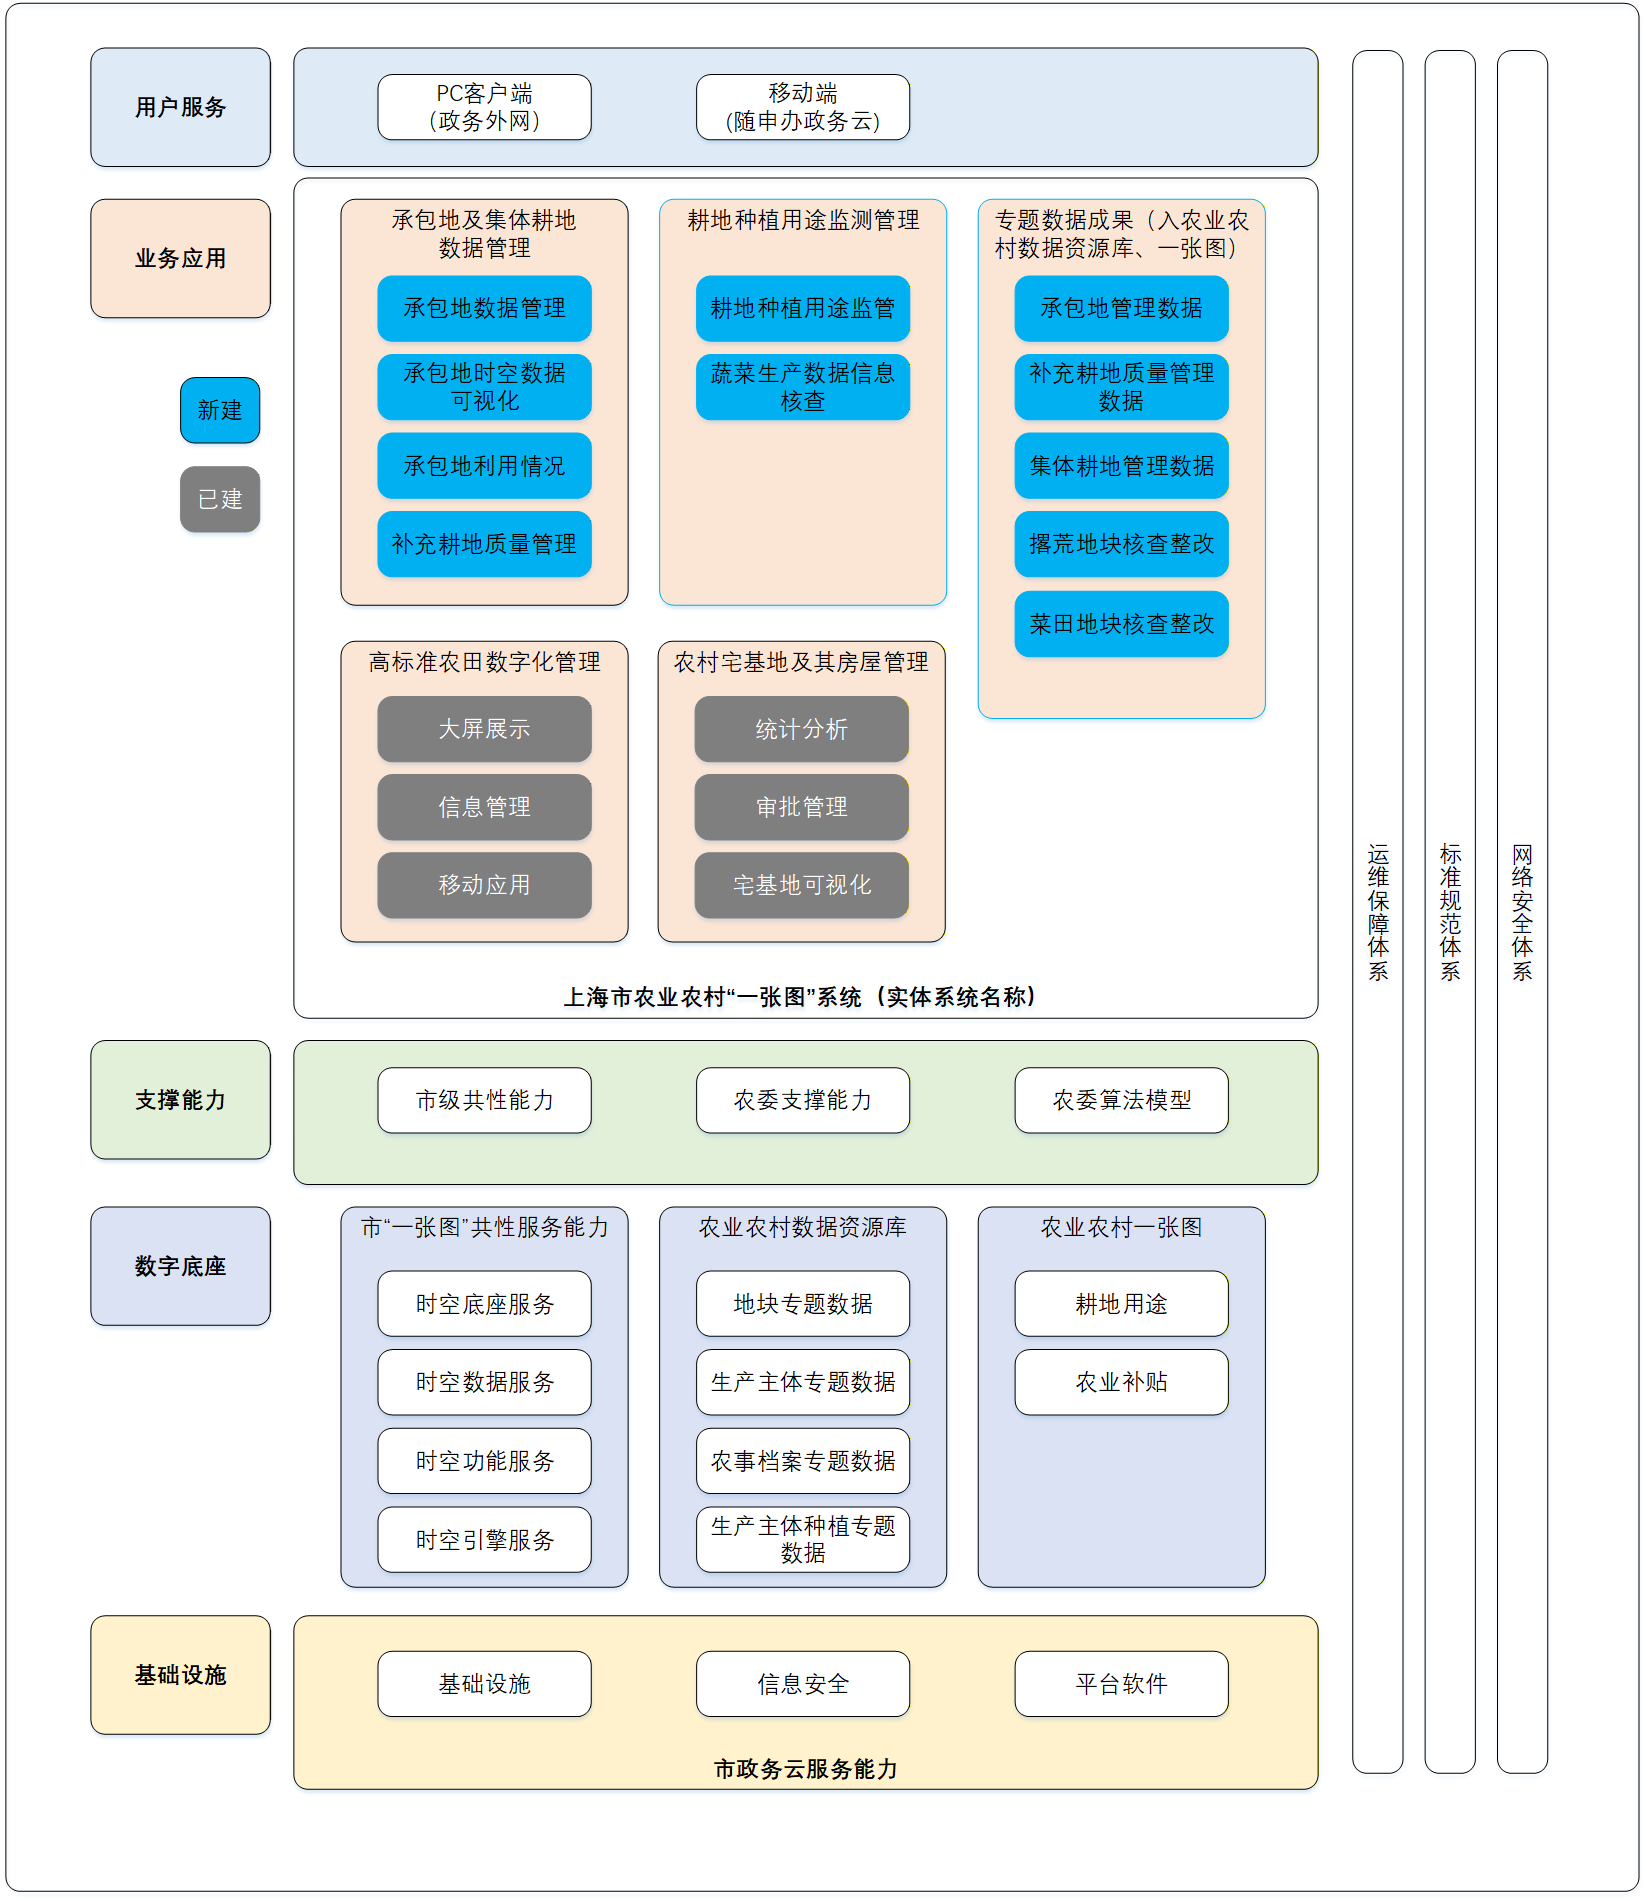 用户服务
PC客户端
（政务外网）
移动端
(随申办政务云)
业务应用
新建
已建
承包地及集体耕地
数据管理
承包地数据管理
承包地时空数据
可视化
承包地利用情况
补充耕地质量管理
耕地种植用途监测管理
耕地种植用途监管
蔬菜生产数据信息
核查
专题数据成果（入农业农
村数据资源库、一张图）
承包地管理数据
补充耕地质量管理
数据
集体耕地管理数据
撂荒地块核查整改
菜田地块核查整改
高标准农田数字化管理
大屏展示
信息管理
移动应用
农村宅基地及其房屋管理
统计分析
审批管理
宅基地可视化
上海市农业农村“一张图”系统（实体系统名称）
支撑能力
市级共性能力
农委支撑能力
农委算法模型
数字底座
市“一张图”共性服务能力
时空底座服务
时空数据服务
时空功能服务
时空引擎服务
农业农村数据资源库
地块专题数据
生产主体专题数据
农事档案专题数据
生产主体种植专题
数据
农业农村一张图
耕地用途
农业补贴
基础设施
基础设施
信息安全
平台软件
市政务云服务能力
运维保障体系
标准规范体系
网络安全体系